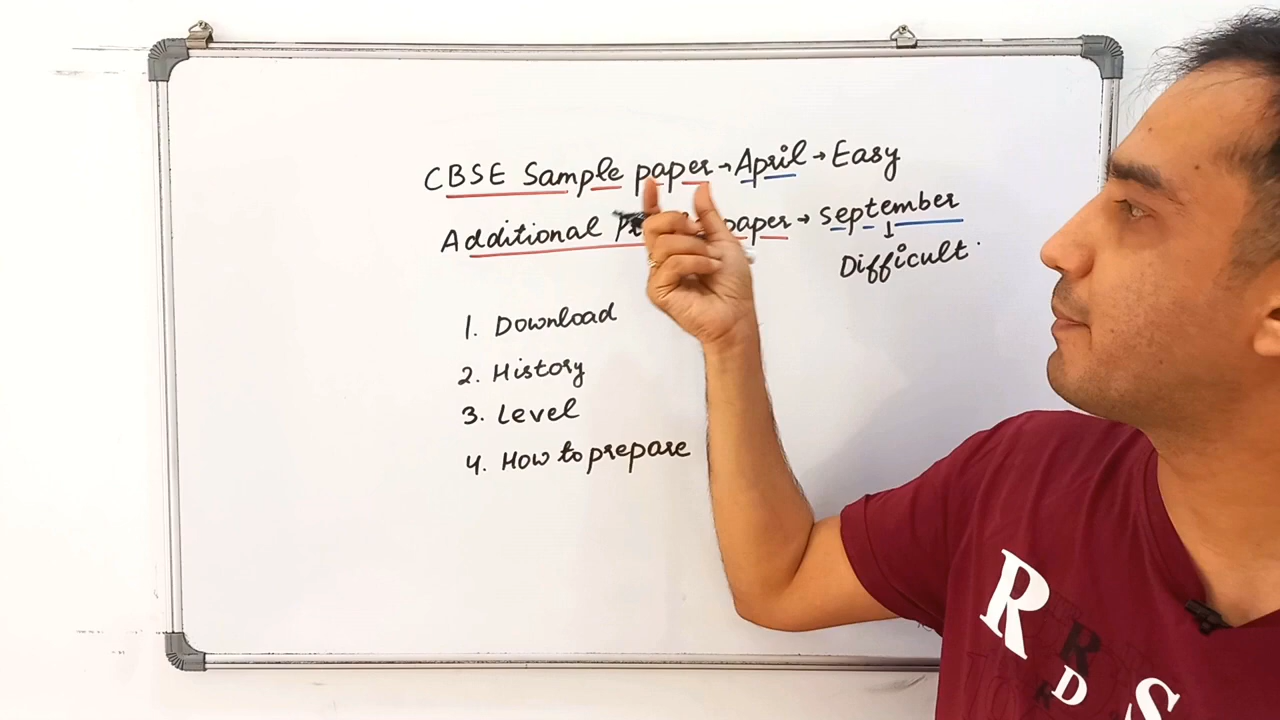 CBSE Sample paper → April → Easy
Additional paper → September
↓
Difficult
1. Download
2. History
3. Level
4. How to prepare
R
R
D S